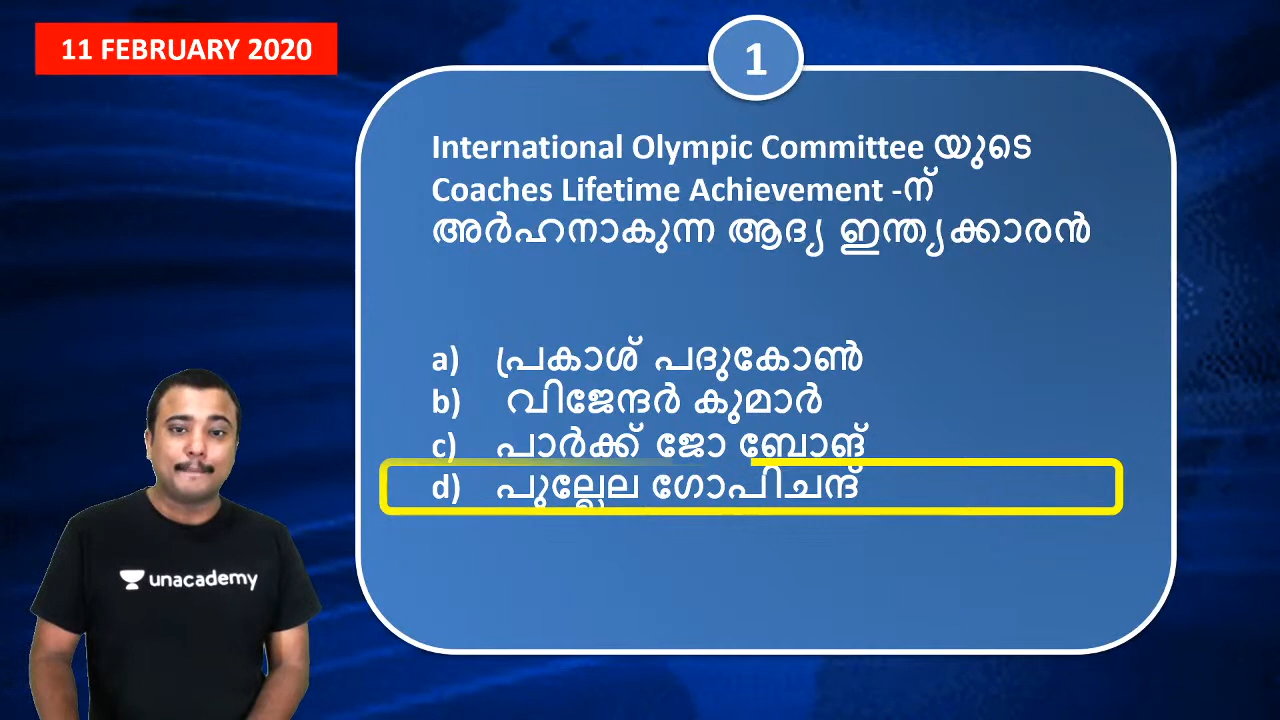 11 FEBRUARY 2020
1
International Olympic Committee യുടെ
Coaches Lifetime Achievement -ന്
അർഹനാകുന്ന ആദ്യ ഇന്ത്യക്കാരൻ
a) പ്രകാശ് പദുകോൺ
b) വിജേന്ദർ കുമാർ
c) പാർക്ക് ജോ ബോങ്
d) പുല്ലേല ഗോപിചന്ദ്
unacademy